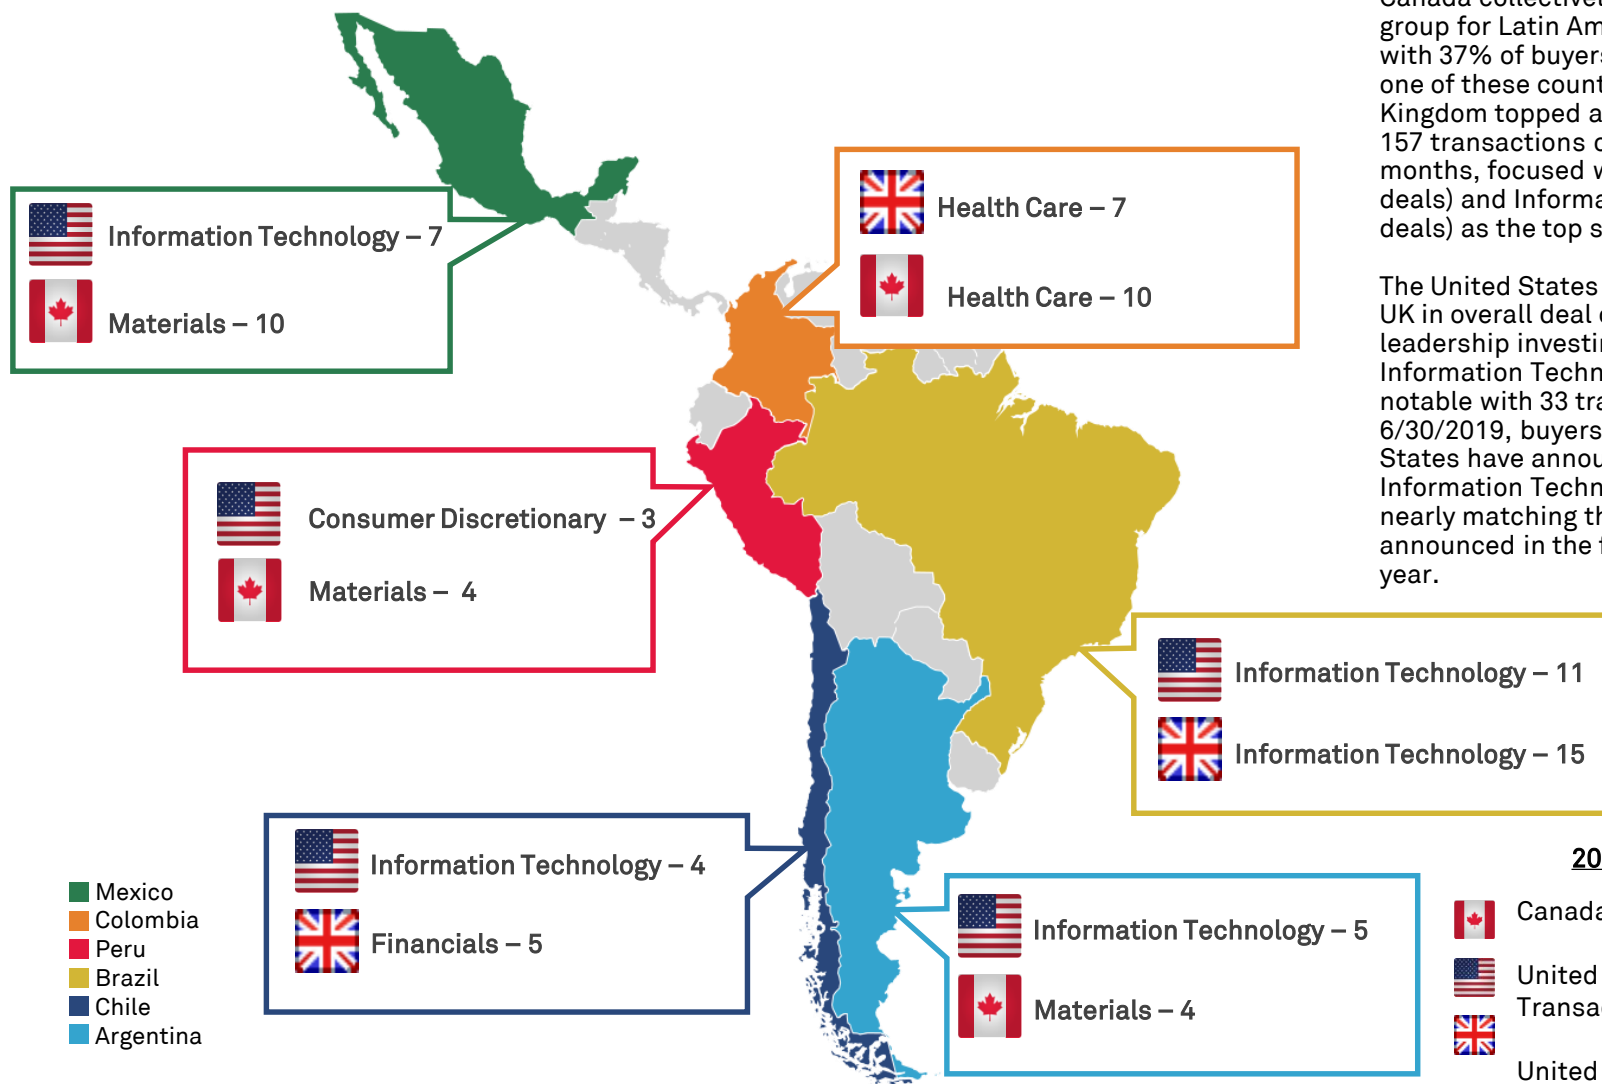 Canada collectively
group for Latin Am
with 37% of buyers
one of these count
Kingdom topped a
157 transactions o
months, focused w
deals) and Informa
deals) as the top s
The United States
UK in overall deal
leadership investi
Information Techn
notable with 33 tra
6/30/2019, buyers
States have annou
Information Techn
nearly matching th
announced in the f
year.
Information Technology – 7
Materials – 10
Health Care – 7
Health Care – 10
Consumer Discretionary – 3
Materials – 4
Information Technology – 11
Information Technology – 15
Information Technology – 4
Financials – 5
Information Technology – 5
Materials – 4
Mexico
Colombia
Peru
Brazil
Chile
Argentina
20
Canada
United
Transac
United